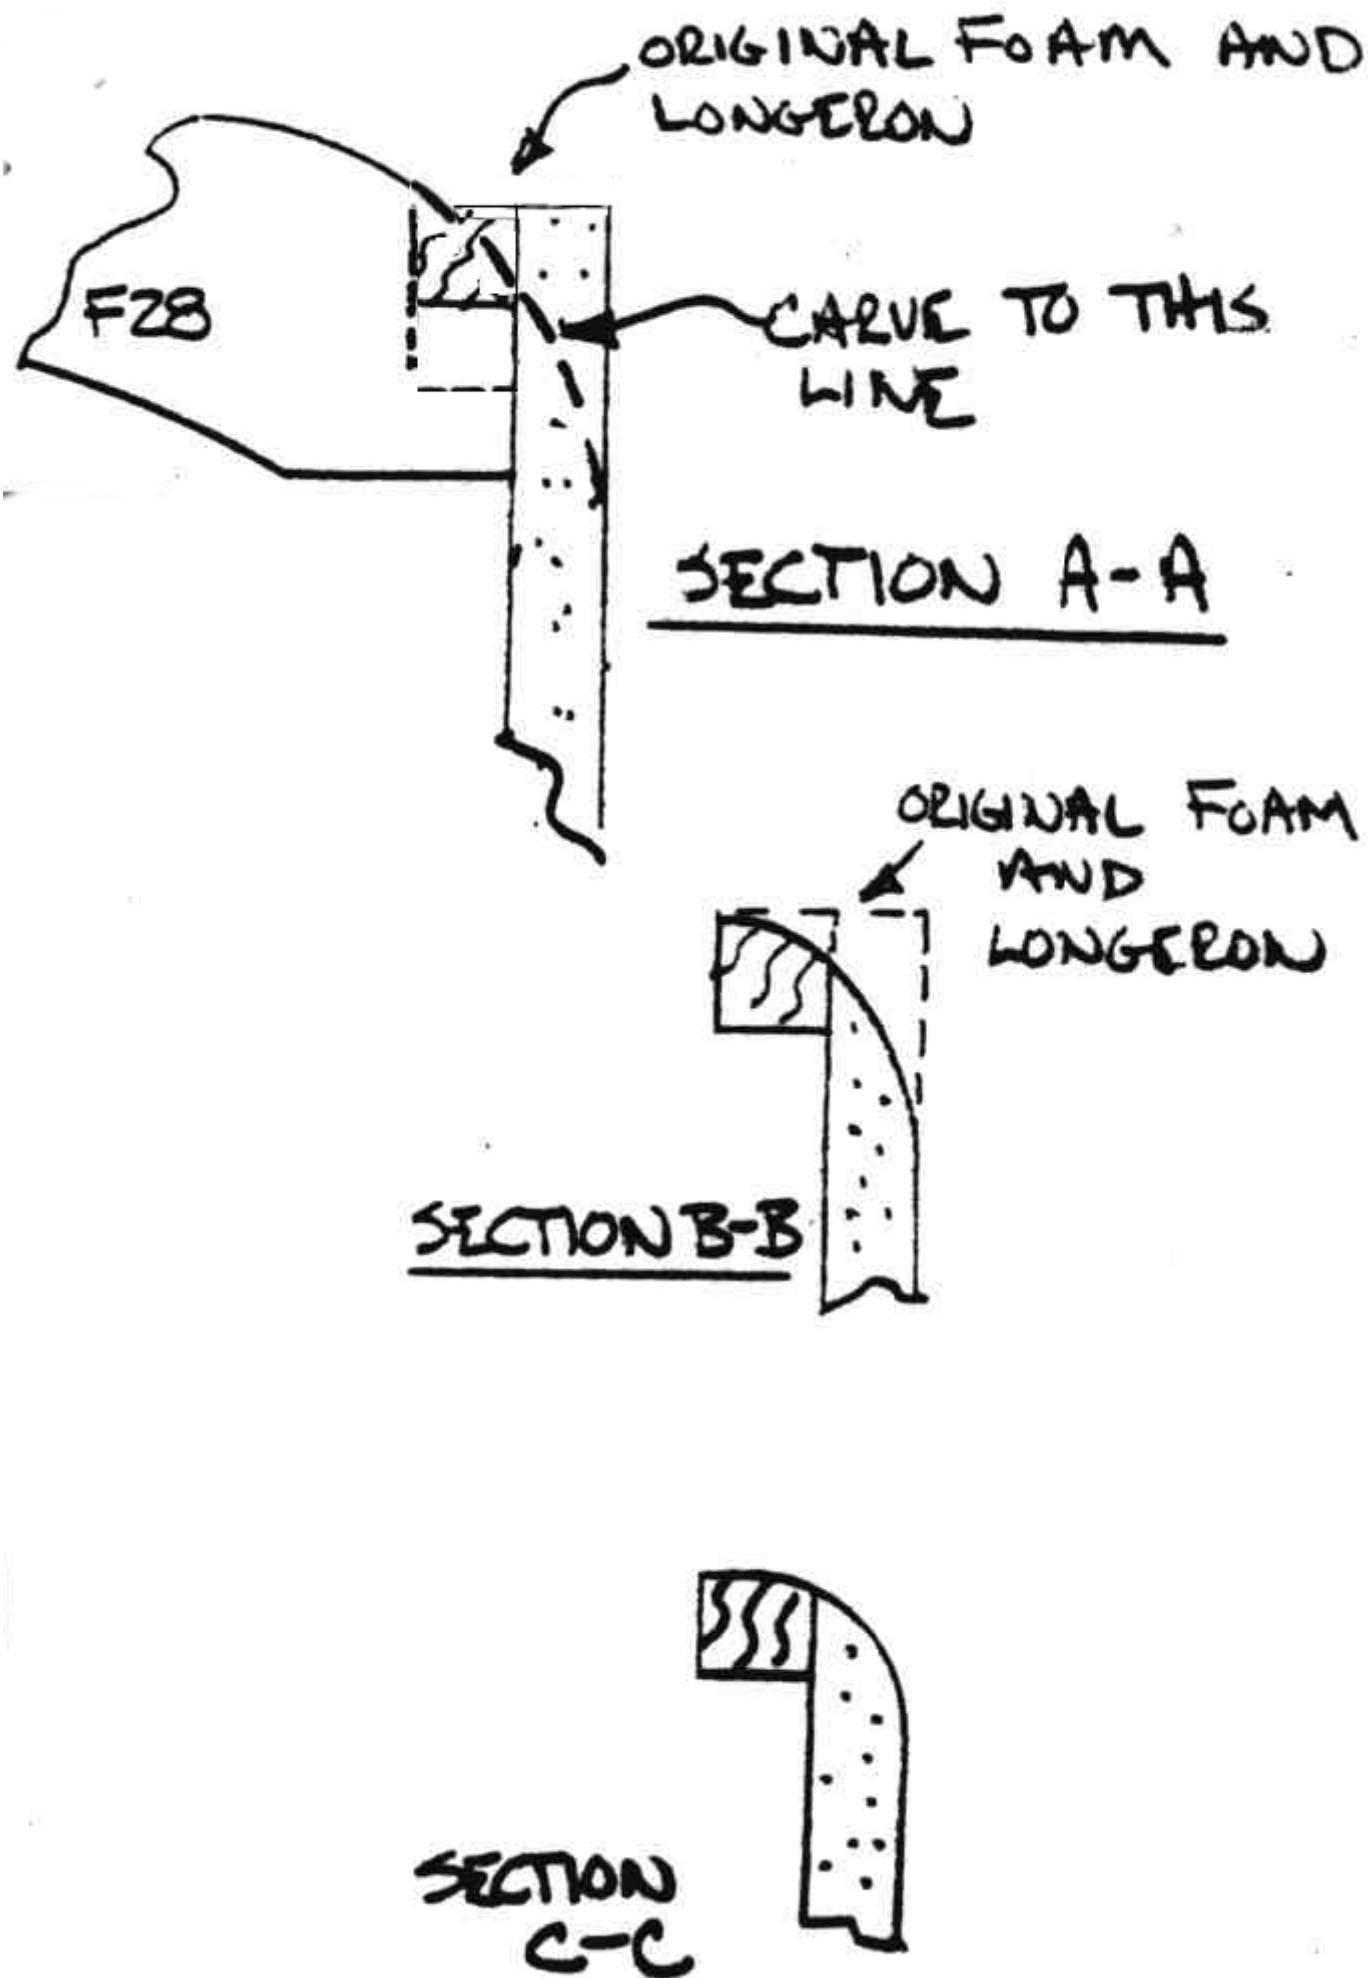 ORIGINAL FOAM AND
LONGERON
F28
CARVE TO THIS
LINE
SECTION A-A
ORIGINAL FOAM
AND
LONGERON
SECTION B-B
SECTION
C-C